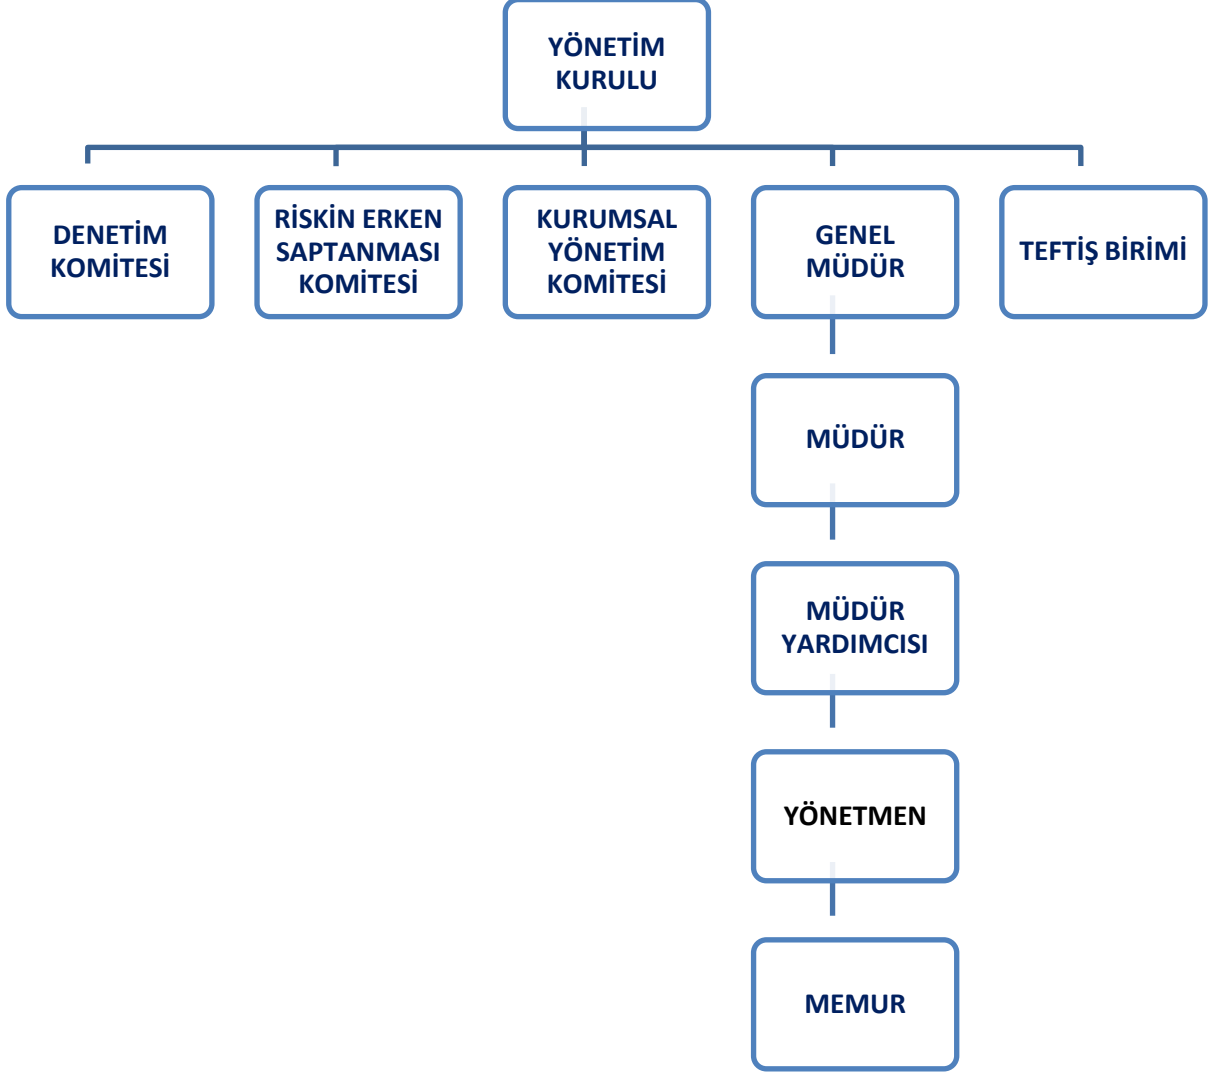 YÖNETİM
KURULU
DENETİM
KOMİTESİ
RİSKİN ERKEN
SAPTANMASI
KOMİTESİ
KURUMSAL
YÖNETİM
KOMİTESİ
GENEL
MÜDÜR
TEFTİŞ BİRİMİ
MÜDÜR
MÜDÜR
YARDIMCISI
YÖNETMEN
MEMUR